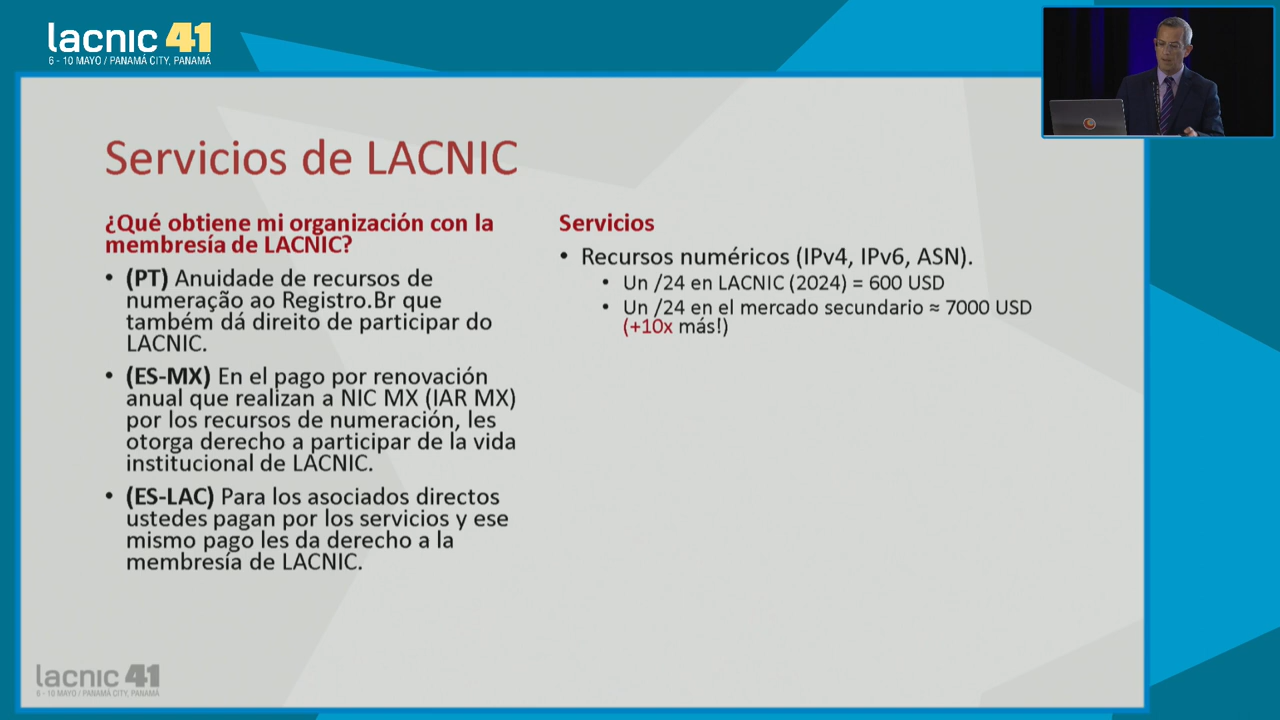 lacnic 41
6 - 10 MAYO / PANAMÁ CITY, PANAMÁ
Servicios de LACNIC
¿Qué obtiene mi organización con la
membresía de LACNIC?
• (PT) Anuidade de recursos de
numeração ao Registro.Br que
também dá direito de participar do
LACNIC.
• (ES-MX) En el pago por renovación
anual que realizan a NIC MX (IAR MX)
por los recursos de numeración, les
otorga derecho a participar de la vida
institucional de LACNIC.
• (ES-LAC) Para los asociados directos
ustedes pagan por los servicios y ese
mismo pago les da derecho a la
membresía de LACNIC.
Servicios
• Recursos numéricos (IPv4, IPv6, ASN).
• Un /24 en LACNIC (2024) = 600 USD
• Un /24 en el mercado secundario ≈ 7000 USD
(+10x más!)
lacnic 41
6 - 10 MAYO / PANAMÁ CITY, PANAMÁ